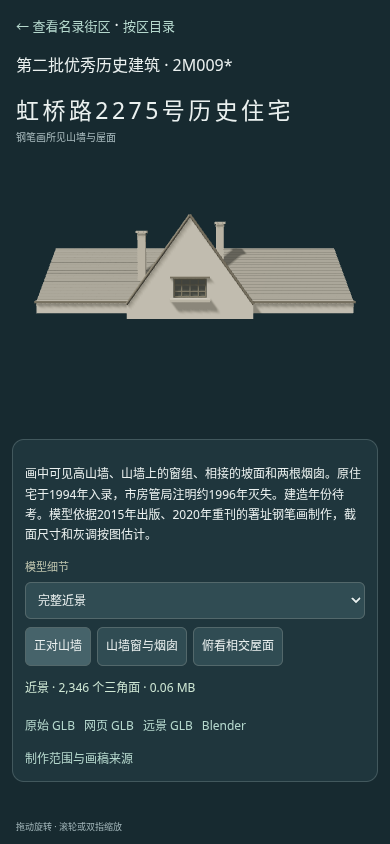 ← 查看名录街区 · 按区目录
第二批优秀历史建筑 · 2M009*
虹桥路2275号历史住宅
钢笔画所见山墙与屋面
画中可见高山墙、山墙上的窗组、相接的坡面和两根烟囱。原住
宅于1994年入录，市房管局注明约1996年灭失。建造年份待
考。模型依据2015年出版、2020年重刊的署址钢笔画制作，截
面尺寸和灰调按图估计。
模型细节
完整近景
正对山墙 山墙窗与烟囱 俯看相交屋面
近景 · 2,346 个三角面 · 0.06 MB
原始 GLB 网页 GLB 远景 GLB Blender
制作范围与画稿来源
拖动旋转 · 滚轮或双指缩放